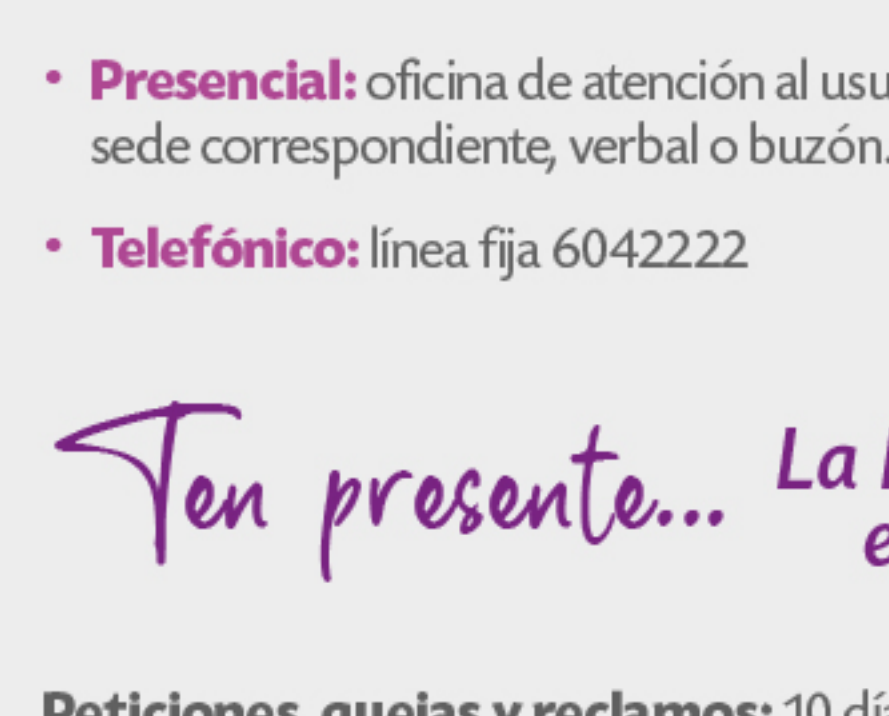 • Presencial: oficina de atención al
sede correspondiente, verbal o buzón.
• Telefónico: línea fija 6042222
Ten presente... La
Peticiones, quejas y reclamos: 10